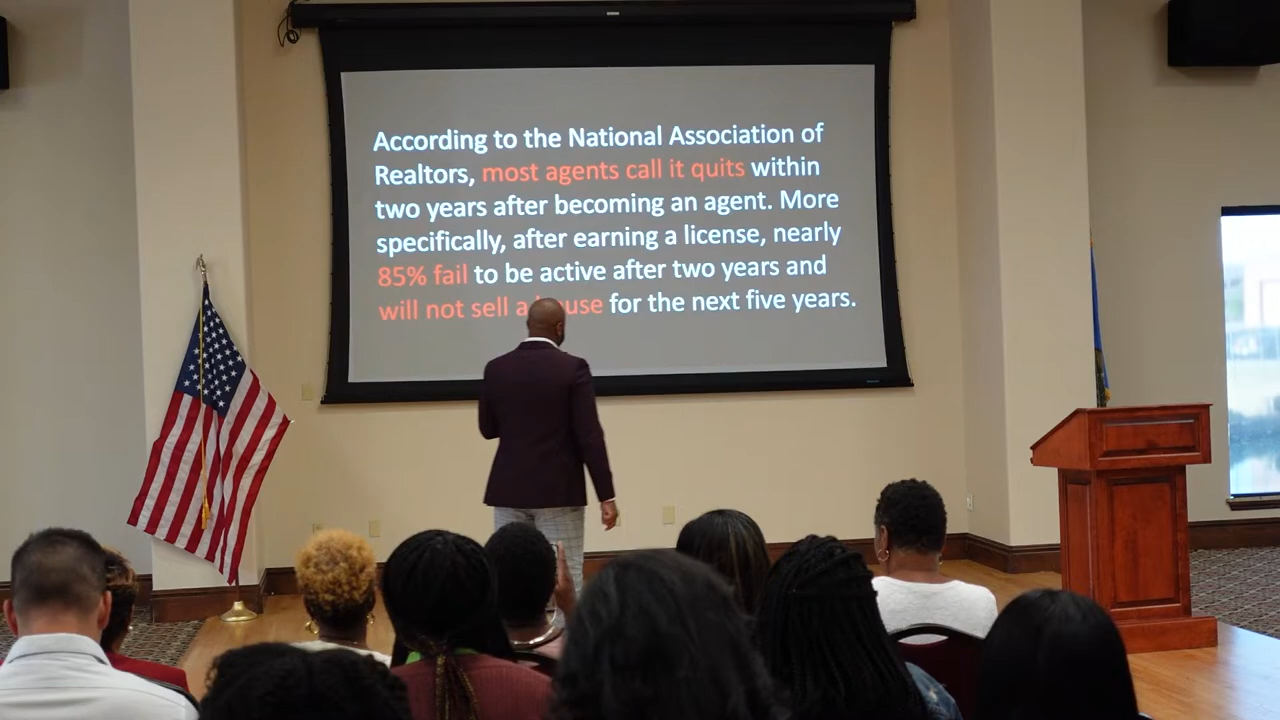 According to the National Association of
Realtors, most agents call it quits within
two years after becoming an agent. More
specifically, after earning a license, nearly
85% fail to be active after two years and
will not sell a house for the next five years.